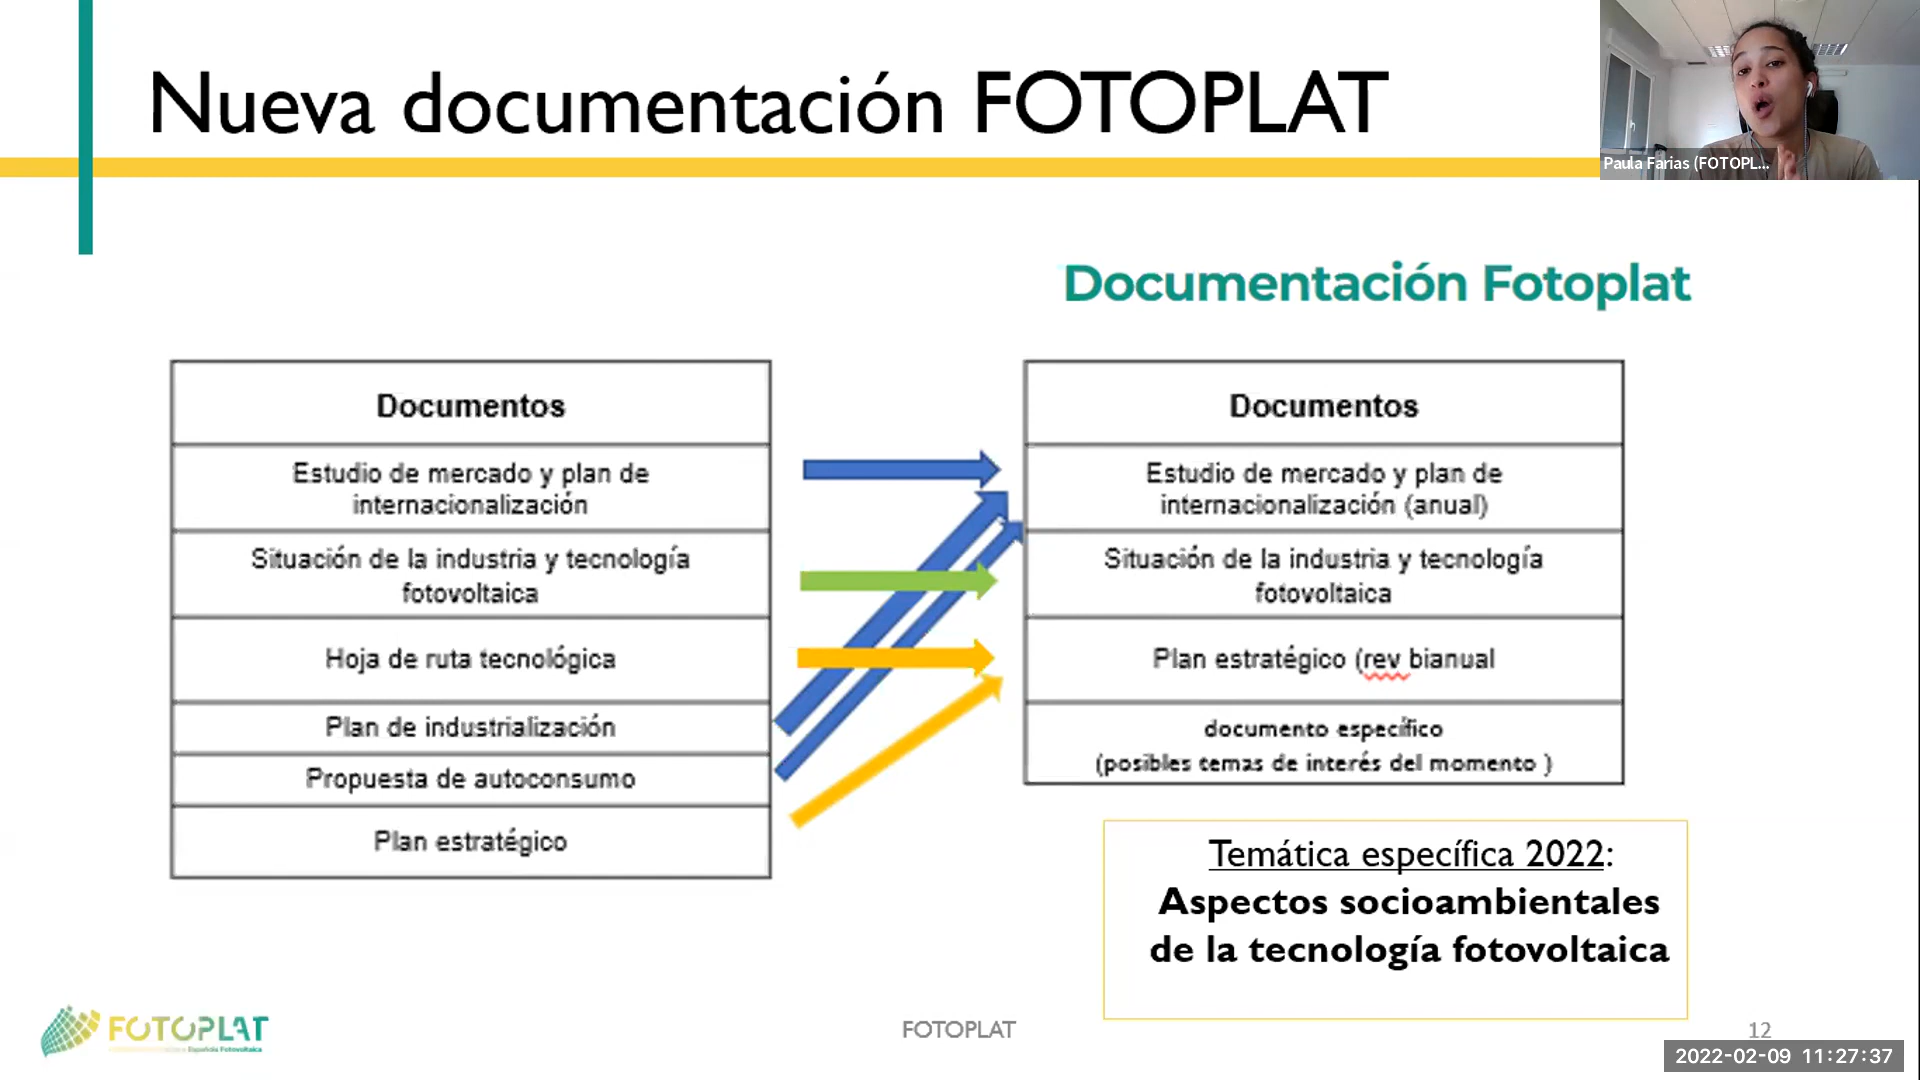 Nueva documentación FOTOPLAT
Paula Farias (FOTOPL...
Documentación Fotoplat
Documentos
Estudio de mercado y plan de
internacionalización
Situación de la industria y tecnología
fotovoltaica
Hoja de ruta tecnológica
Plan de industrialización
Propuesta de autoconsumo
Plan estratégico
Documentos
Estudio de mercado y plan de
internacionalización (anual)
Situación de la industria y tecnología
fotovoltaica
Plan estratégico (rev bianual
documento específico
(posibles temas de interés del momento )
Temática específica 2022:
Aspectos socioambientales
de la tecnología fotovoltaica
FOTOPLAT
Española Fotovoltaica
FOTOPLAT
12
2022-02-09 11:27:37